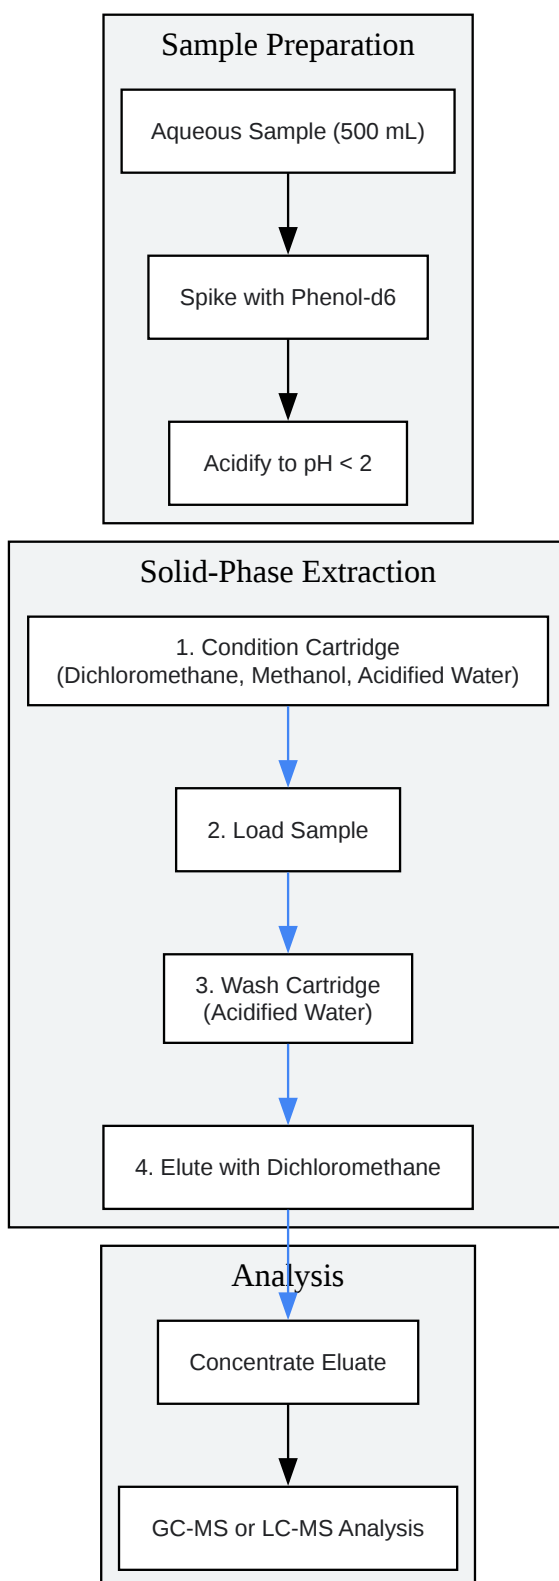 Sample Preparation
Aqueous Sample (500 mL)
Spike with Phenol-d6
Acidify to pH < 2
Solid-Phase Extraction
1. Condition Cartridge
(Dichloromethane, Methanol, Acidified Water)
2. Load Sample
3. Wash Cartridge
(Acidified Water)
4. Elute with Dichloromethane
Analysis
Concentrate Eluate
GC-MS or LC-MS Analysis